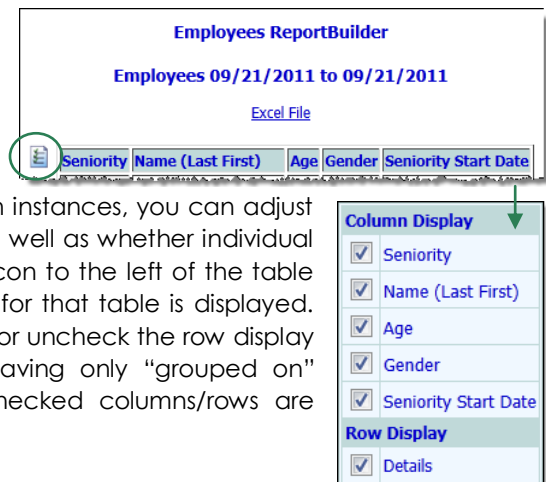 Employees ReportBuilder
Employees 09/21/2011 to 09/21/2011
Excel File
Seniority Name (Last First) Age Gender Seniority Start Date
instances, you can adjust
well as whether individual
to the left of the table
for that table is displayed.
or uncheck the row display
only “grouped on”
columns/rows are
Column Display
Seniority
Name (Last First)
Age
Gender
Seniority Start Date
Row Display
Details